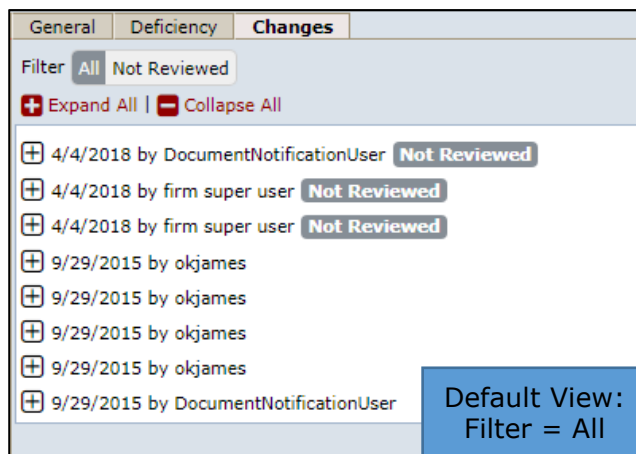 General Deficiency Changes
Filter All Not Reviewed
Expand All | Collapse All
4/4/2018 by DocumentNotificationUser Not Reviewed
4/4/2018 by firm super user Not Reviewed
4/4/2018 by firm super user Not Reviewed
9/29/2015 by okjames
9/29/2015 by okjames
9/29/2015 by okjames
9/29/2015 by okjames
9/29/2015 by DocumentNotificationUser
Default View:
Filter = All